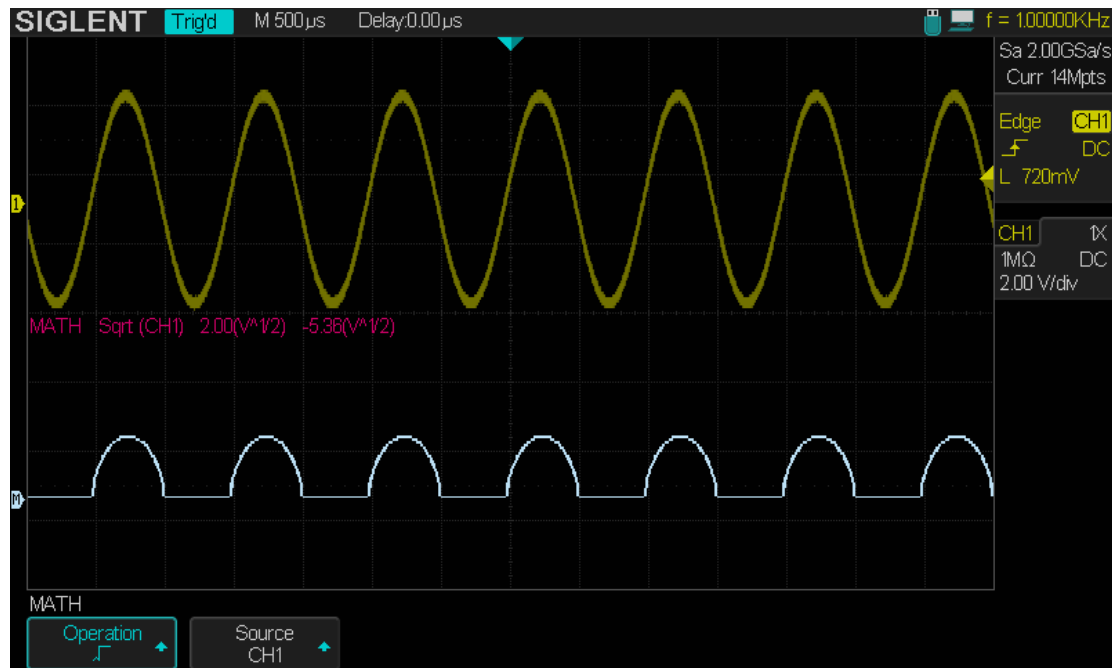 SIGLENT Trig'd M 500µs Delay:0.00µs f = 1.00000KHz
Sa 2.00GSa/s
Curr 14Mpts
Edge CH1
DC
L 720mV
1
CH1 1X
1MΩ DC
2.00 V/div
MATH Sqrt (CH1) 2.00(V^1/2) -5.36(V^1/2)
M
MATH
Operation Source
√ CH1